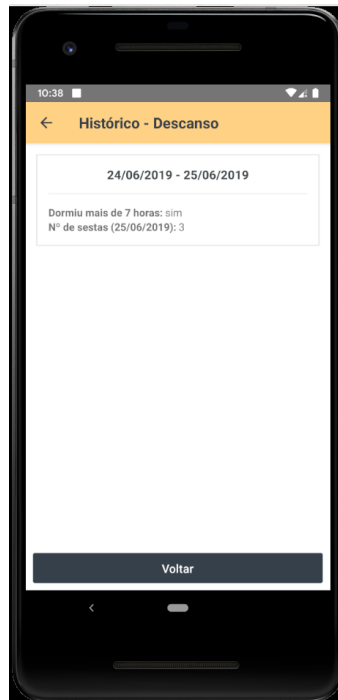 10:38
Histórico - Descanso
24/06/2019 - 25/06/2019
Dormiu mais de 7 horas: sim
Nº de sestas (25/06/2019): 3
Voltar